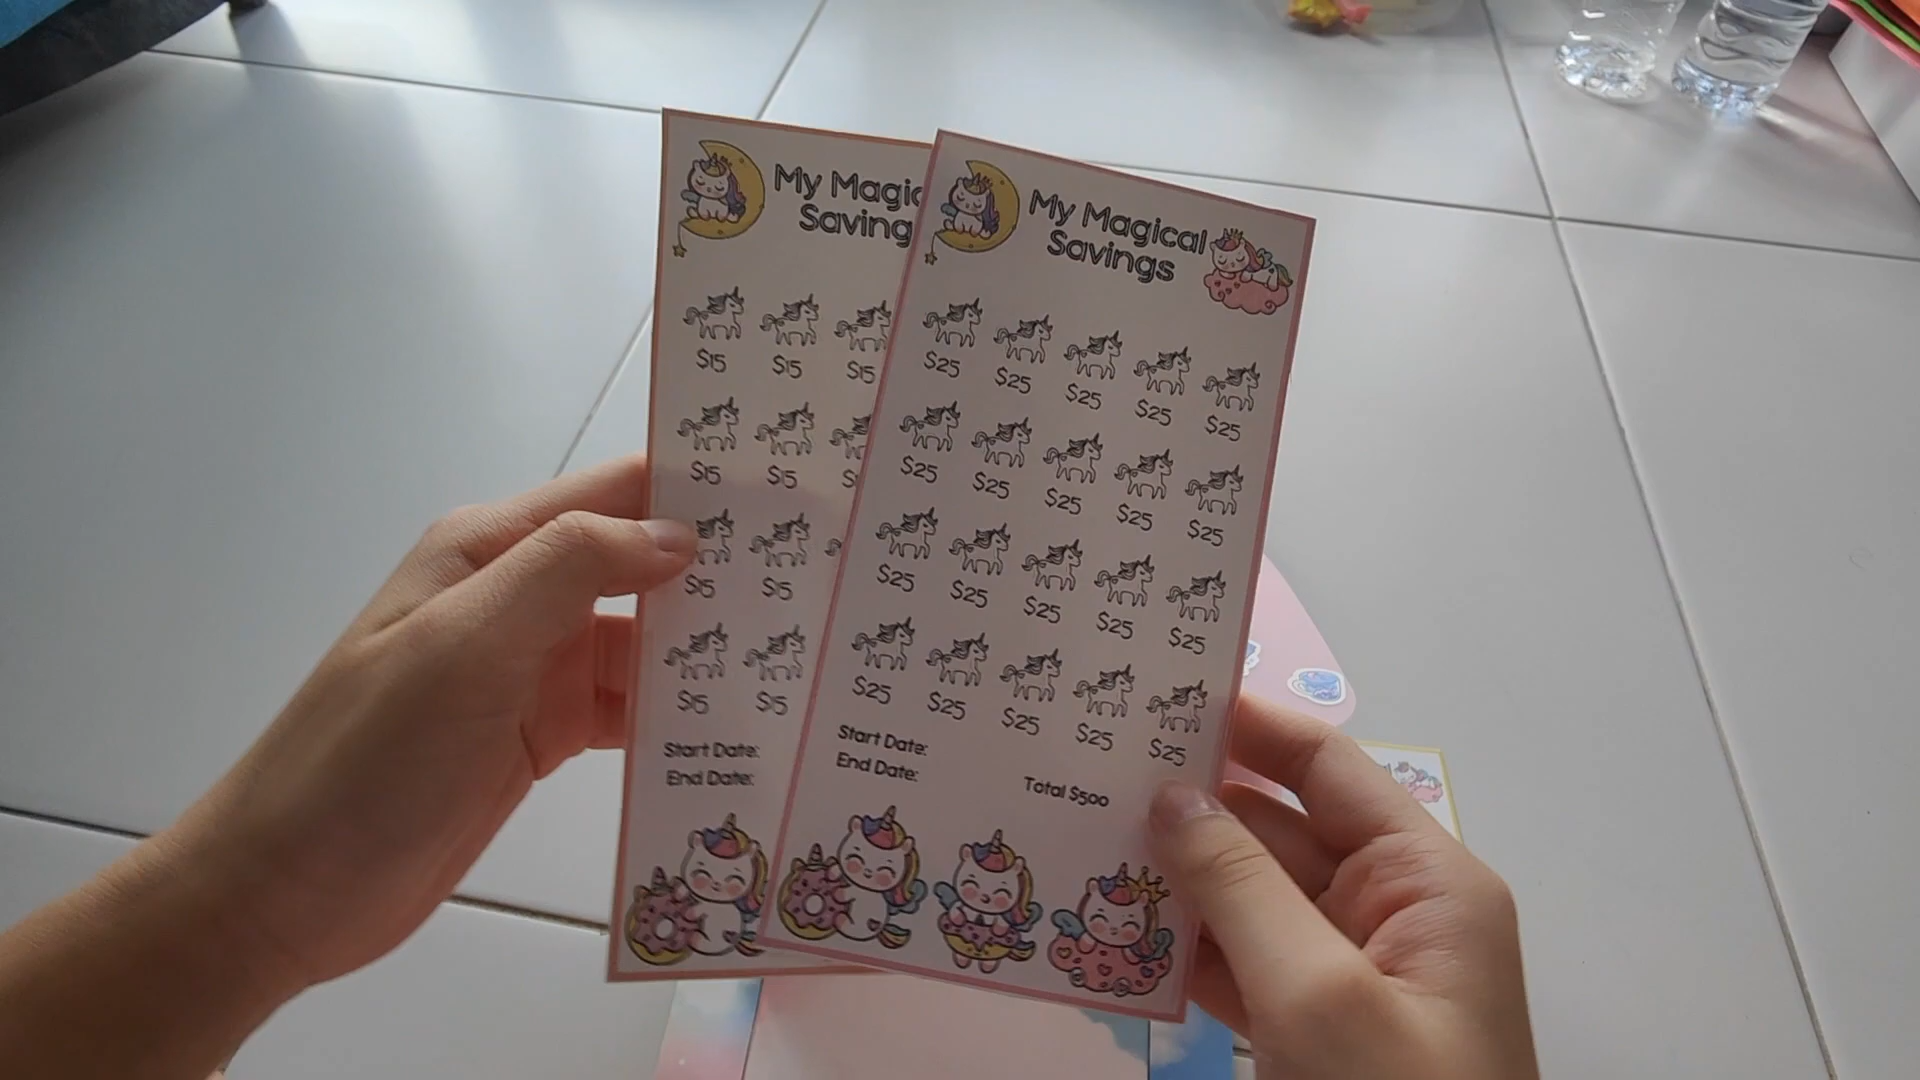 My Magic
Saving
$15 $15 $15
$15 $15
$15 $15
$15 $15
Start Date:
End Date:
My Magical
Savings
$25 $25 $25 $25 $25
$25 $25 $25 $25 $25
$25 $25 $25 $25 $25
$25 $25 $25 $25 $25
Start Date:
End Date:
Total $500